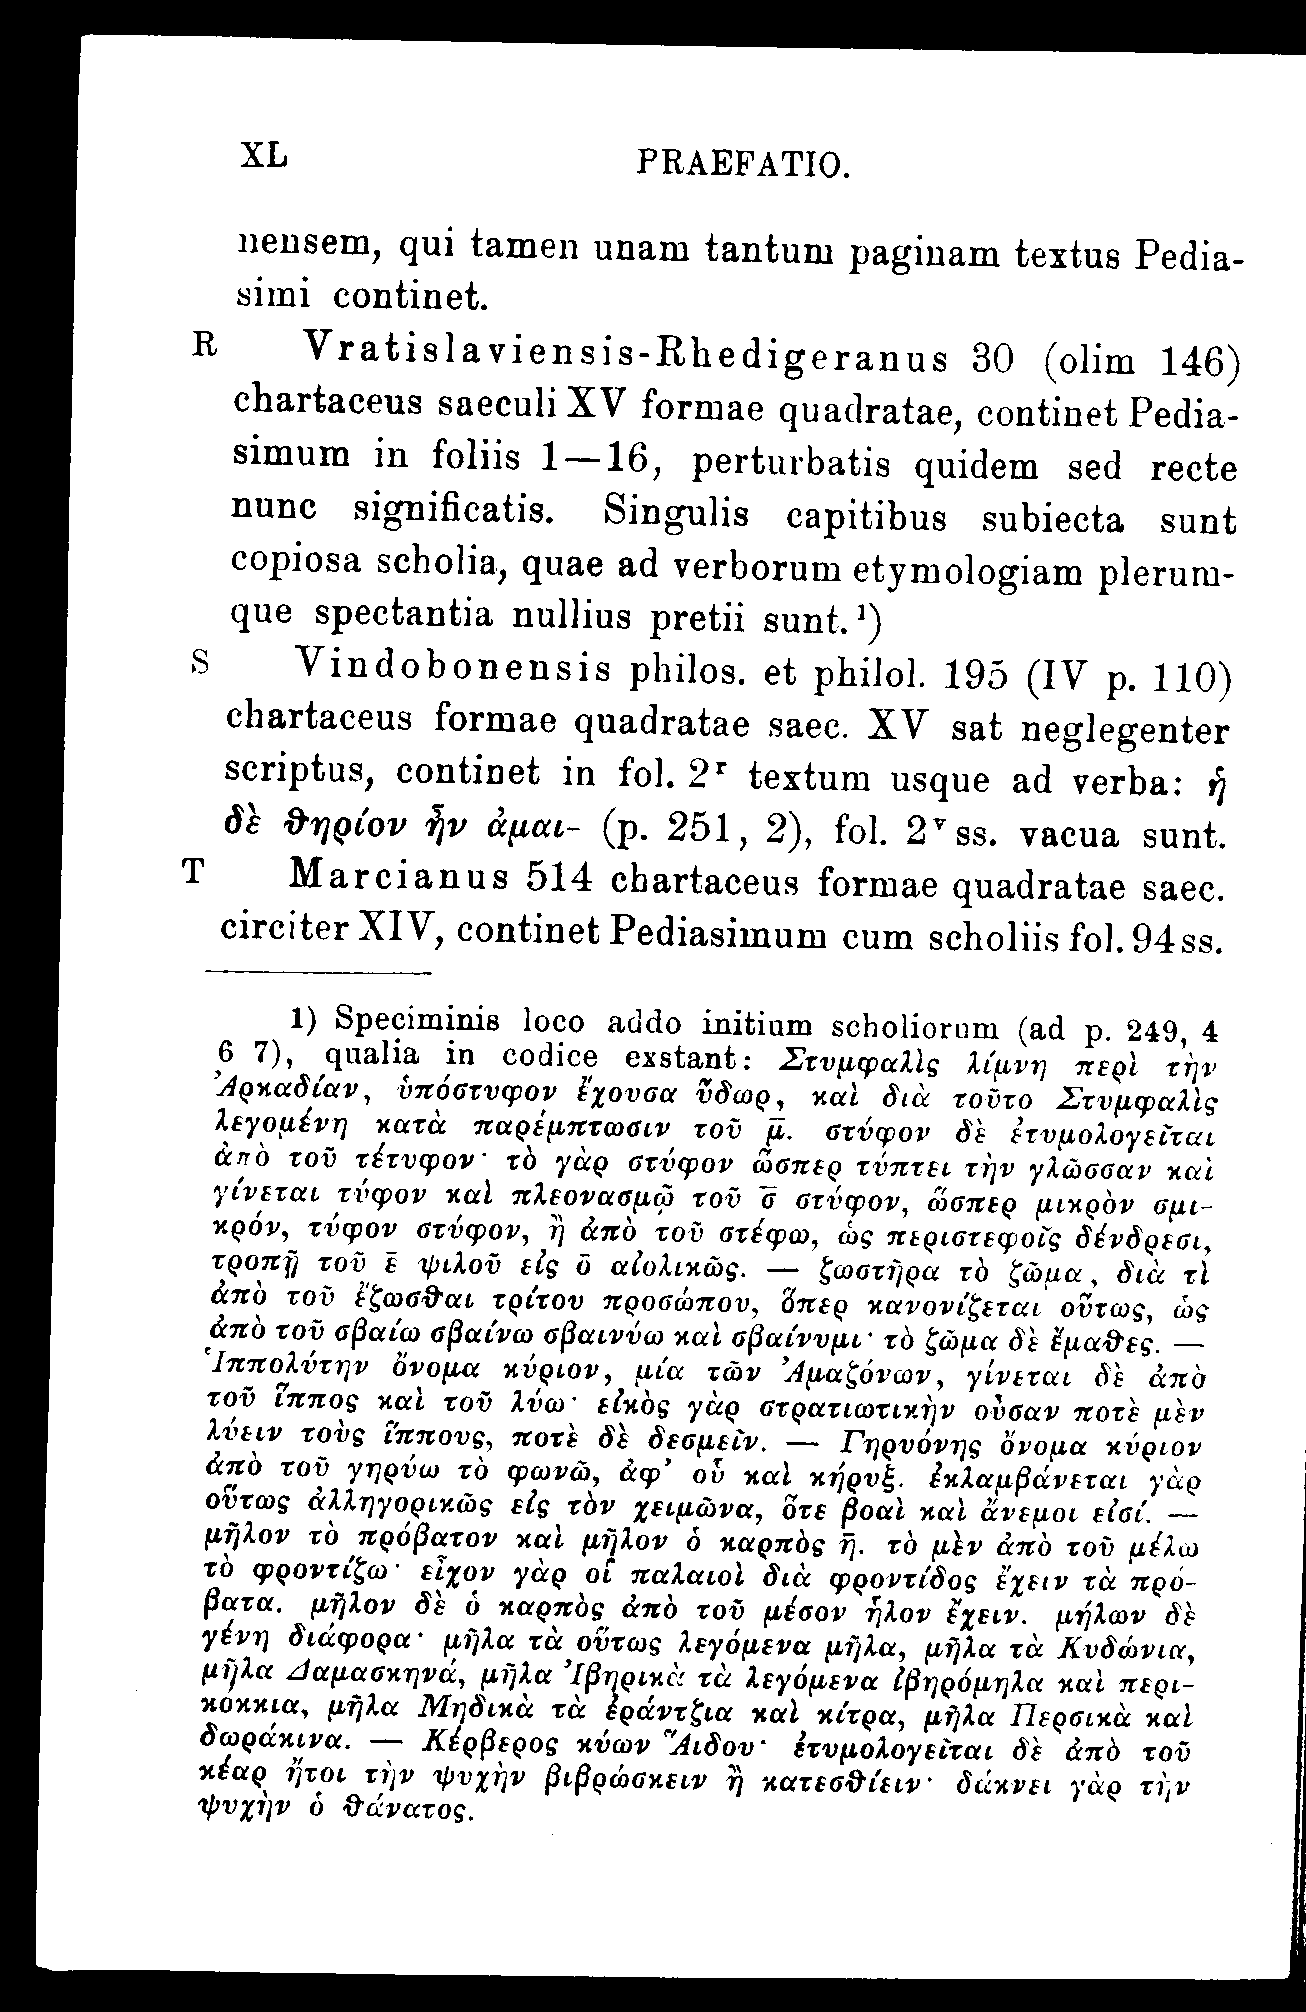 XL PRAEFATIO.
nensem, qui tamen unam tantum paginam textus Pedia-
simi continet.
R Vratislaviensis-Rhedigeranus 30 (olim 146)
chartaceus saeculi XV formae quadratae, continet Pedia-
simum in foliis 1—16, perturbatis quidem sed recte
nunc significatis. Singulis capitibus subiecta sunt
copiosa scholia, quae ad verborum etymologiam plerum-
que spectantia nullius pretii sunt.¹)
S Vindobonensis philos. et philol. 195 (IV p. 110)
chartaceus formae quadratae saec. XV sat neglegenter
scriptus, continet in fol. 2ʳ textum usque ad verba: ἡ
δὲ θηρίον ἦν ἀμαι- (p. 251, 2), fol. 2ᵛ ss. vacua sunt.
T Marcianus 514 chartaceus formae quadratae saec.
circiter XIV, continet Pediasimum cum scholiis fol. 94 ss.
1) Speciminis loco addo initium scholiorum (ad p. 249, 4
6 7), qualia in codice exstant: Στυμφαλὶς λίμνη περὶ τὴν
Ἀρκαδίαν, ὑπόστυφον ἔχουσα ὕδωρ, καὶ διὰ τοῦτο Στυμφαλὶς
λεγομένη κατὰ παρέμπτωσιν τοῦ μ̄. στύφον δὲ ἐτυμολογεῖται
ἀπὸ τοῦ τέτυφον· τὸ γὰρ στύφον ὥσπερ τύπτει τὴν γλῶσσαν καὶ
γίνεται τύφον καὶ πλεονασμῷ τοῦ σ̄ στύφον, ὥσπερ μικρὸν σμι-
κρόν, τύφον στύφον, ἢ ἀπὸ τοῦ στέφω, ὡς περιστεφοῖς δένδρεσι,
τροπῇ τοῦ ε̄ ψιλοῦ εἰς ῡ αἰολικῶς. — ζωστῆρα τὸ ζῶμα, διὰ τὶ
ἀπὸ τοῦ ἔζωσθαι τρίτου προσώπου, ὅπερ κανονίζεται οὕτως, ὡς
ἀπὸ τοῦ σβαίω σβαίνω σβαινύω καὶ σβαίνυμι· τὸ ζῶμα δὲ ἔμαθες. —
Ἱππολύτην ὄνομα κύριον, μία τῶν Ἀμαζόνων, γίνεται δὲ ἀπὸ
τοῦ ἵππος καὶ τοῦ λύω· εἰκὸς γὰρ στρατιωτικὴν οὖσαν ποτὲ μὲν
λύειν τοὺς ἵππους, ποτὲ δὲ δεσμεῖν. — Γηρυόνης ὄνομα κύριον
ἀπὸ τοῦ γηρύω τὸ φωνῶ, ἀφ’ οὗ καὶ κήρυξ. ἐκλαμβάνεται γὰρ
οὕτως ἀλληγορικῶς εἰς τὸν χειμῶνα, ὅτε βοαὶ καὶ ἄνεμοι εἰσί. —
μῆλον τὸ πρόβατον καὶ μῆλον ὁ καρπὸς η̄. τὸ μὲν ἀπὸ τοῦ μέλω
τὸ φροντίζω· εἶχον γὰρ οἱ παλαιοὶ διὰ φροντίδος ἔχειν τὰ πρό-
βατα. μῆλον δὲ ὁ καρπὸς ἀπὸ τοῦ μέσον ἧλον ἔχειν. μήλων δὲ
γένη διάφορα· μῆλα τὰ οὕτως λεγόμενα μῆλα, μῆλα τὰ Κυδώνια,
μῆλα Δαμασκηνά, μῆλα Ἰβηρικὰ τὰ λεγόμενα ἰβηρόμηλα καὶ περι-
κοκκια, μῆλα Μηδικὰ τὰ ἐράντζια καὶ κίτρα, μῆλα Περσικὰ καὶ
δωράκινα. — Κέρβερος κύων Ἅιδου· ἐτυμολογεῖται δὲ ἀπὸ τοῦ
κέαρ ἤτοι τὴν ψυχὴν βιβρώσκειν ἢ κατεσθίειν· δάκνει γὰρ τὴν
ψυχὴν ὁ θάνατος.